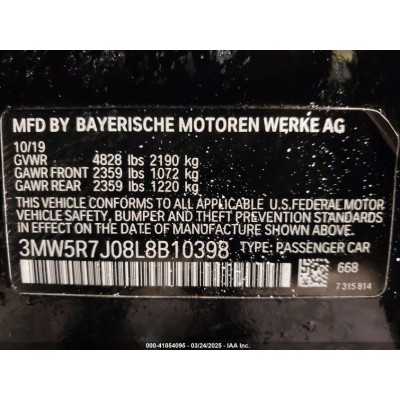 MFD BY BAYERISCHE MOTOREN WERKE AG
10/19
GVWR 4828 lbs 2190 kg
GAWR FRONT 2359 lbs 1072 kg
GAWR REAR 2359 lbs 1220 kg
THIS VEHICLE CONFORMS TO ALL APPLICABLE U.S.FEDERAL MOTOR
VEHICLE SAFETY, BUMPER AND THEFT PREVENTION STANDARDS
IN EFFECT ON THE DATE OF MANUFACTURE SHOWN ABOVE.
3MW5R7J08L8B10398 TYPE: PASSENGER CAR
668
7 315 814
000-41854095 - 03/24/2025 - IAA Inc.